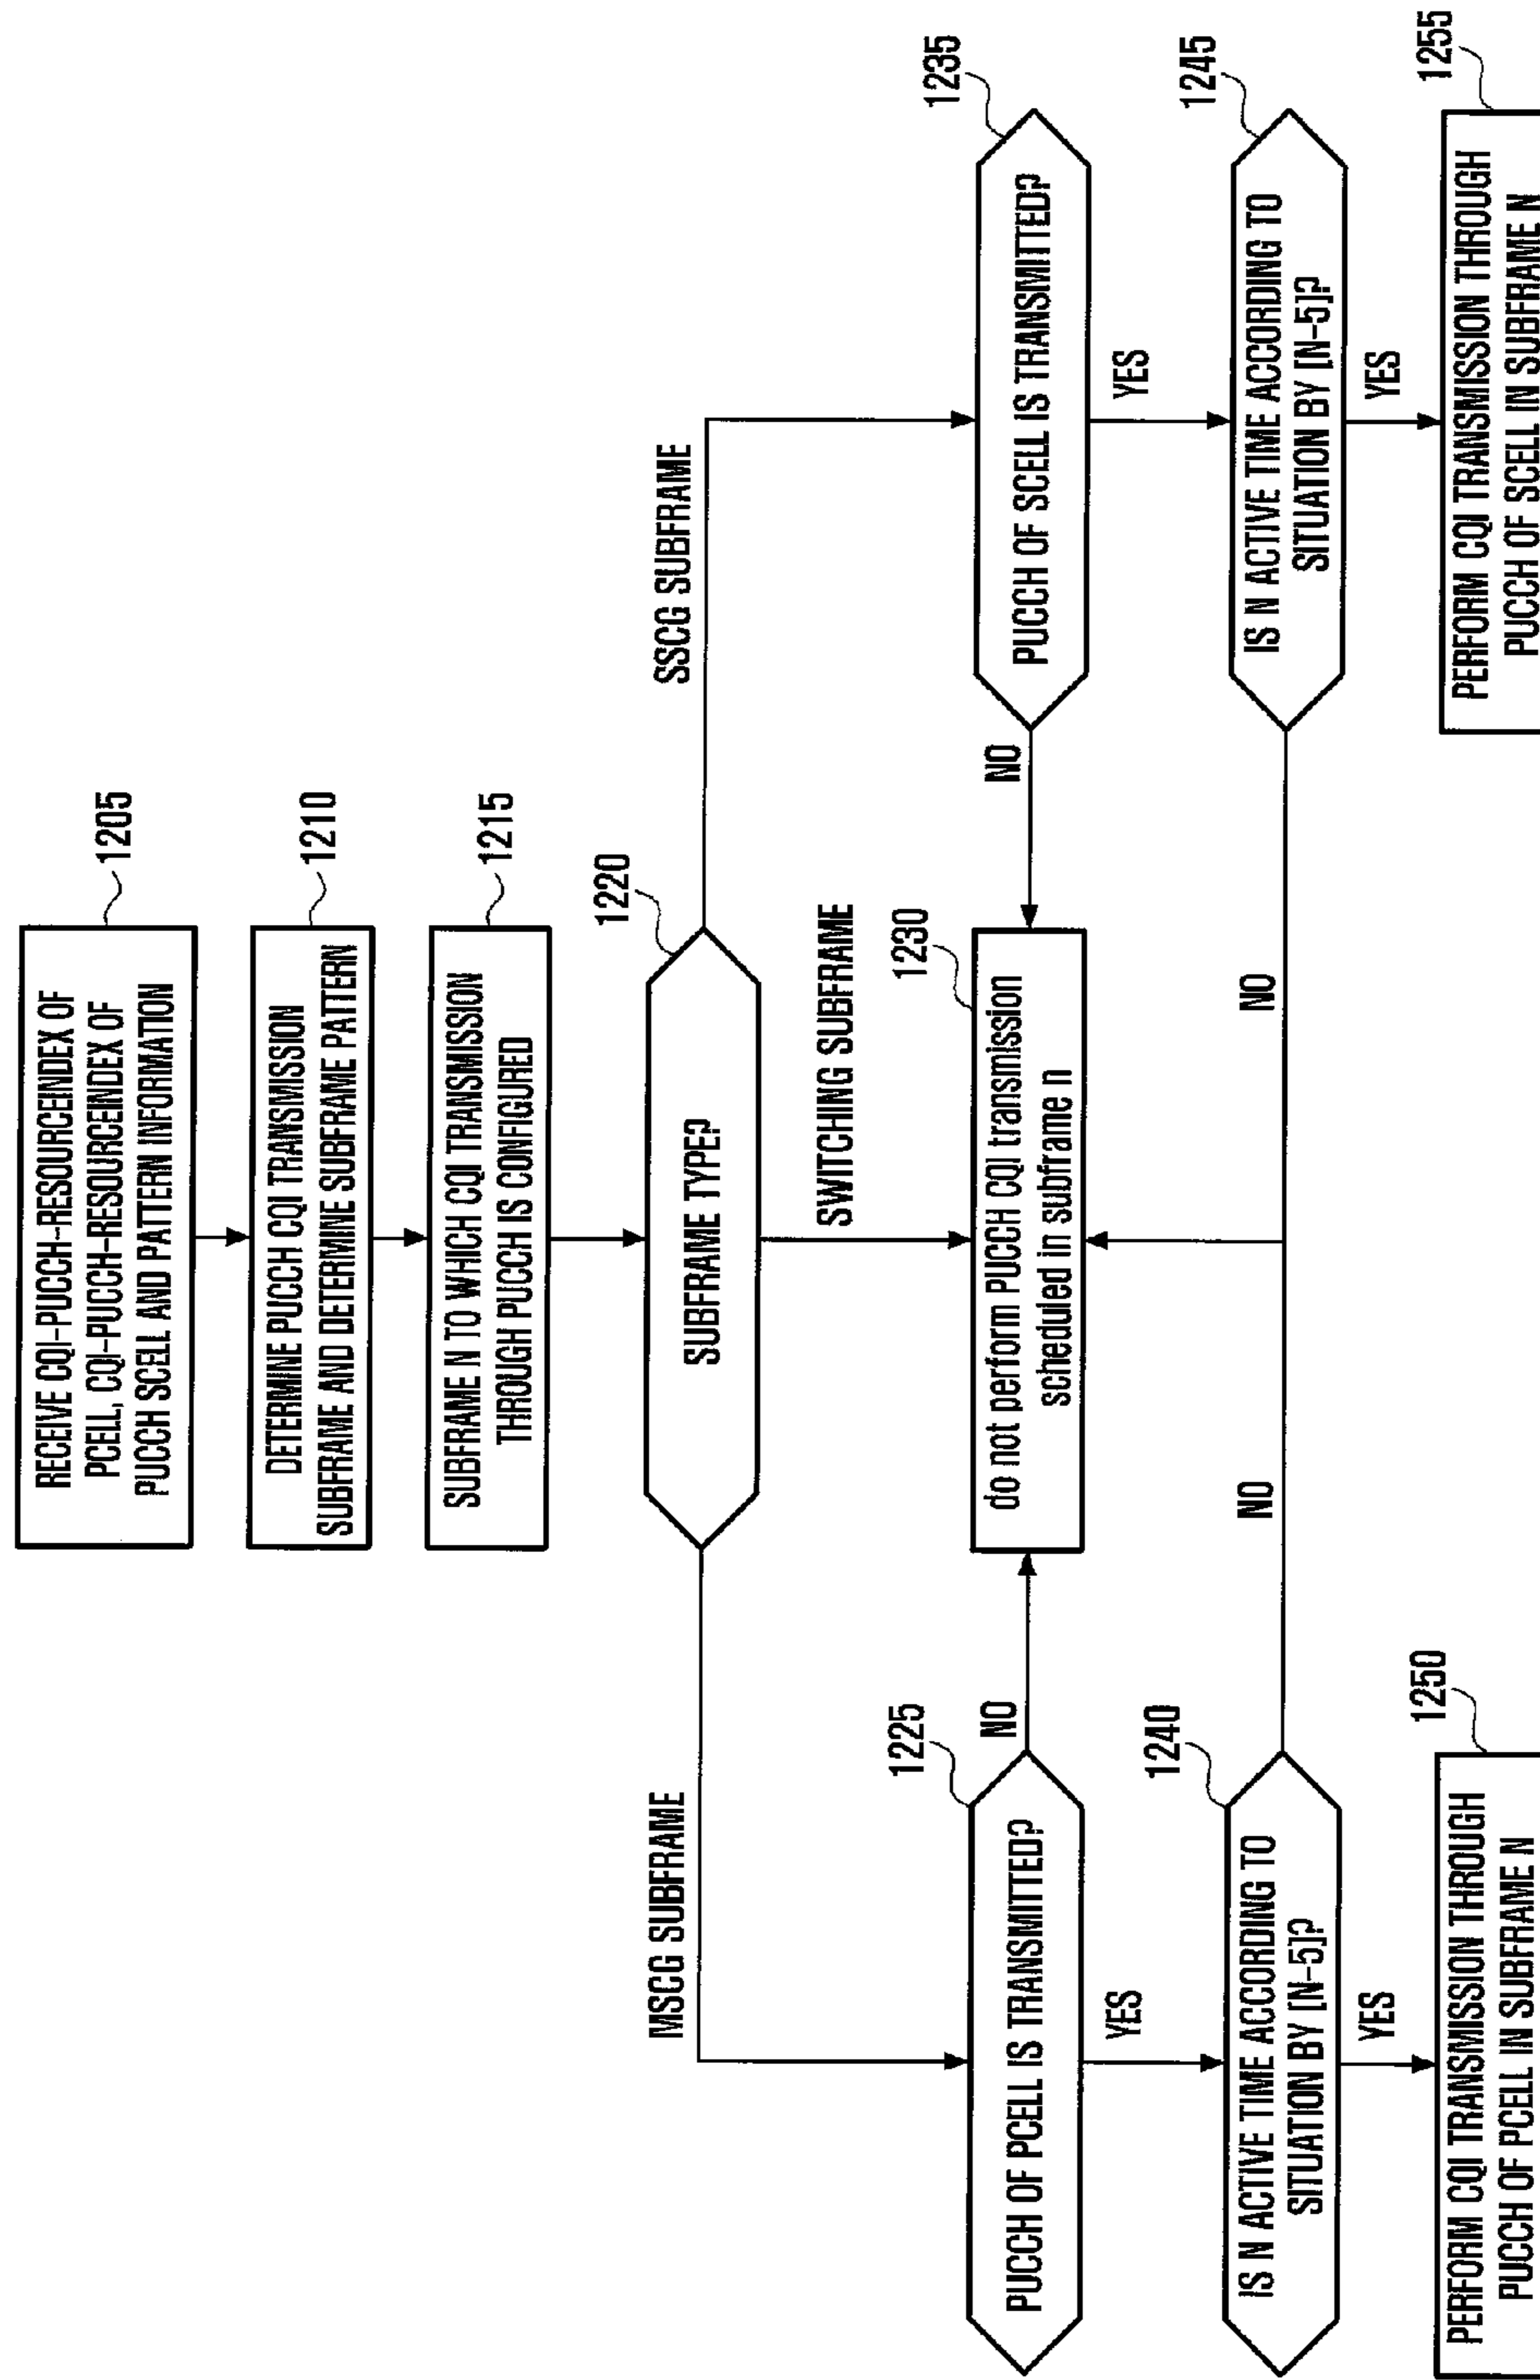 RECEIVE CQI-PUCCH-RESOURCEINDEX OF
PCELL, CQI-PUCCH-RESOURCEINDEX OF
PUCCH SCELL AND PATTERN INFORMATION
1205
DETERMINE PUCCH CQI TRANSMISSION
SUBFRAME AND DETERMINE SUBFRAME PATTERN
1210
SUBFRAME N TO WHICH CQI TRANSMISSION
THROUGH PUCCH IS CONFIGURED
1215
SUBFRAME TYPE?
1220
MSCG SUBFRAME
SWITCHING SUBFRAME
SSCG SUBFRAME
PUCCH OF PCELL IS TRANSMITTED?
1225
NO
do not perform PUCCH CQI transmission
scheduled in subframe n
1230
NO
PUCCH OF SCELL IS TRANSMITTED?
1235
YES
YES
IS N ACTIVE TIME ACCORDING TO
SITUATION BY [N-5]?
1240
NO
NO
IS N ACTIVE TIME ACCORDING TO
SITUATION BY [N-5]?
1245
YES
YES
PERFORM CQI TRANSMISSION THROUGH
PUCCH OF PCELL IN SUBFRAME N
1250
PERFORM CQI TRANSMISSION THROUGH
PUCCH OF SCELL IN SUBFRAME N
1255